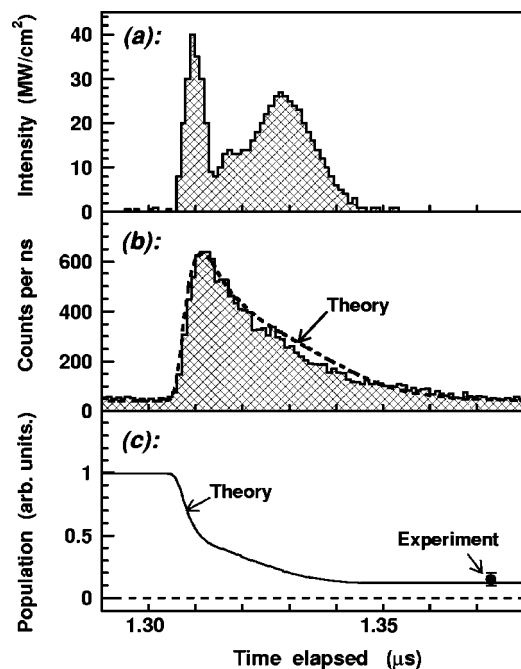 (a):
Intensity (MW/cm²)
40
30
20
10
0
(b):
Counts per ns
600
400
200
0
Theory
(c):
Population (arb. units,)
1
0.5
0
Theory
Experiment
1.30
1.35
Time elapsed (μs)